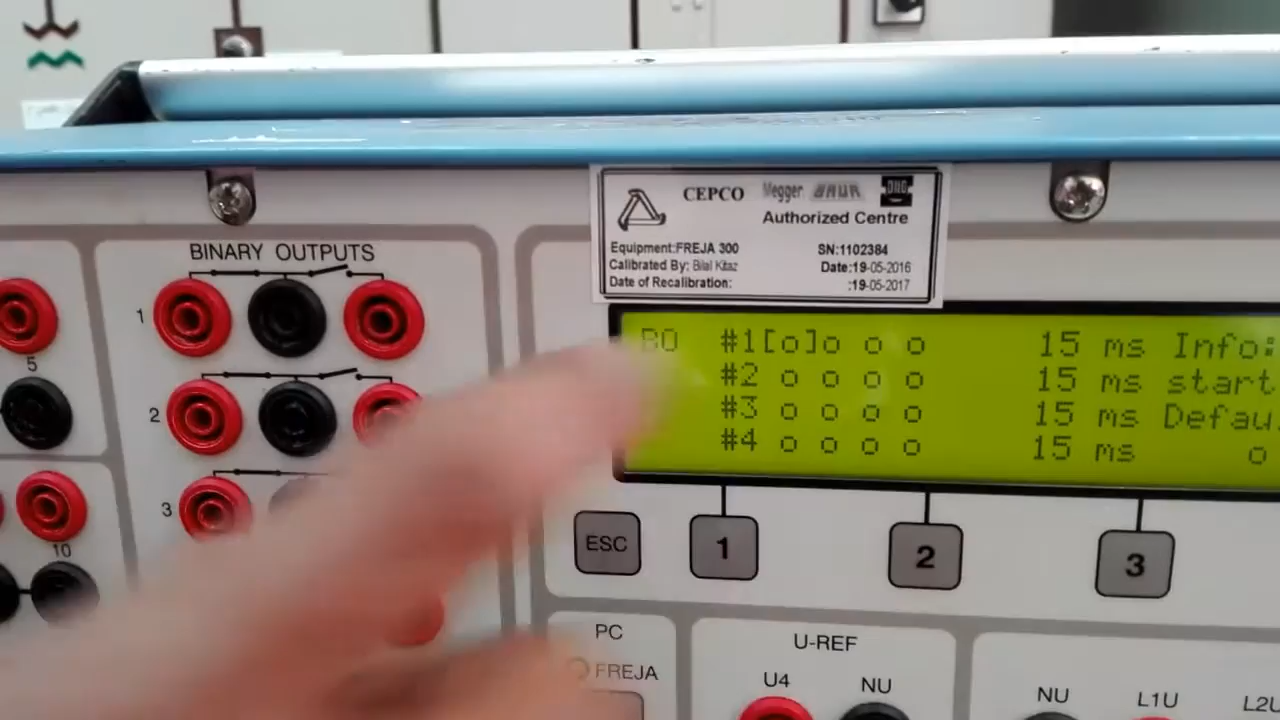 CEPCO Megger BAUR
Authorized Centre
Equipment:FREJA 300 SN:1102384
Calibrated By: Bilal Kitaz Date:19-05-2016
Date of Recalibration: :19-05-2017
BINARY OUTPUTS
1
2
3
5
10
BO #1[o]o o o 15 ms Info:
#2 o o o o 15 ms start
#3 o o o o 15 ms Defau
#4 o o o o 15 ms o
ESC 1 2 3
PC
FREJA
U-REF
U4 NU
NU L1U L2U